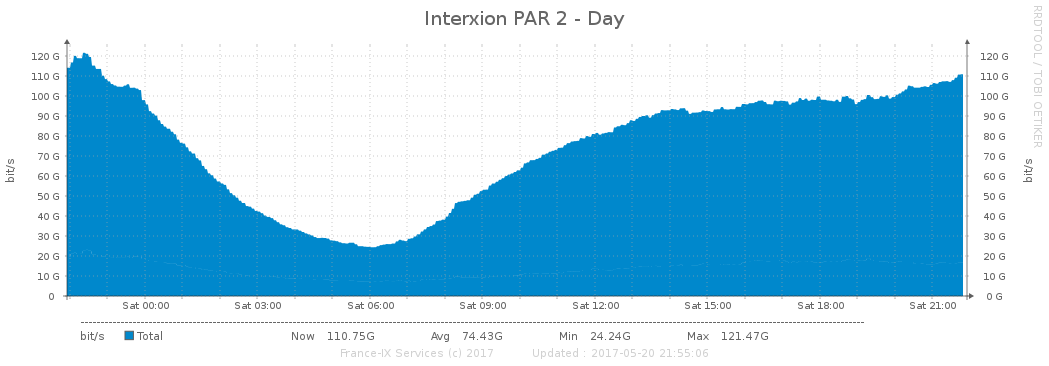 Interxion PAR 2 - Day
RRDTOOL / TOBI OETIKER
bit/s
120 G 120 G
110 G 110 G
100 G 100 G
90 G 90 G
80 G 80 G
70 G 70 G
60 G 60 G
50 G 50 G
40 G 40 G
30 G 30 G
20 G 20 G
10 G 10 G
0 0 G
bit/s
Sat 00:00 Sat 03:00 Sat 06:00 Sat 09:00 Sat 12:00 Sat 15:00 Sat 18:00 Sat 21:00
bit/s Total Now 110.75G Avg 74.43G Min 24.24G Max 121.47G
France-IX Services (c) 2017 Updated : 2017-05-20 21:55:06